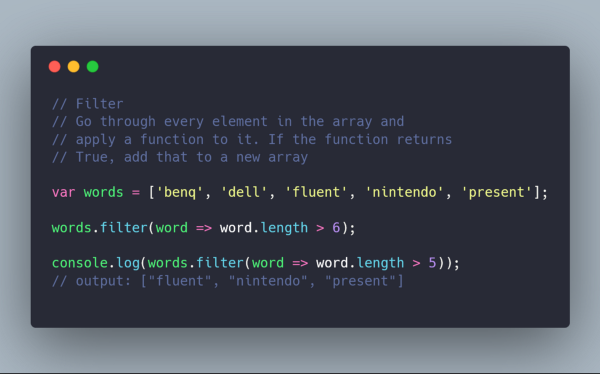 // Filter
// Go through every element in the array and
// apply a function to it. If the function returns
// True, add that to a new array
var words = ['benq', 'dell', 'fluent', 'nintendo', 'present'];
words.filter(word => word.length > 6);
console.log(words.filter(word => word.length > 5));
// output: ["fluent", "nintendo", "present"]